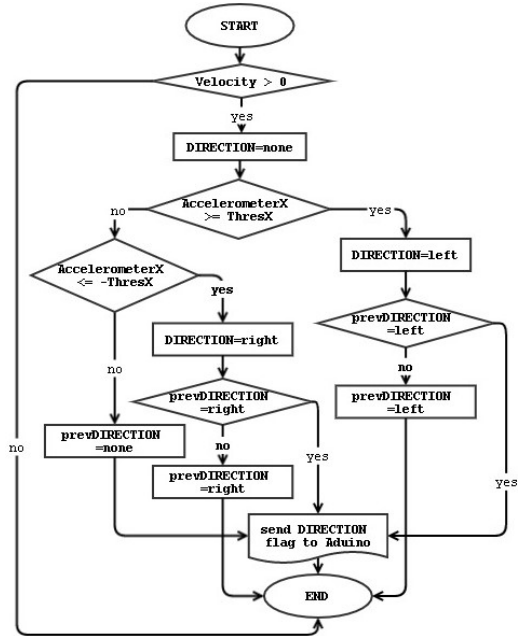 START
Velocity > 0
yes
DIRECTION=none
AccelerometerX
>= ThresX
no
yes
DIRECTION=left
AccelerometerX
<= -ThresX
yes
prevDIRECTION
=left
DIRECTION=right
no
no
prevDIRECTION
=right
prevDIRECTION
=left
prevDIRECTION
=none
no
no
yes
yes
prevDIRECTION
=right
send DIRECTION
flag to Aduino
END